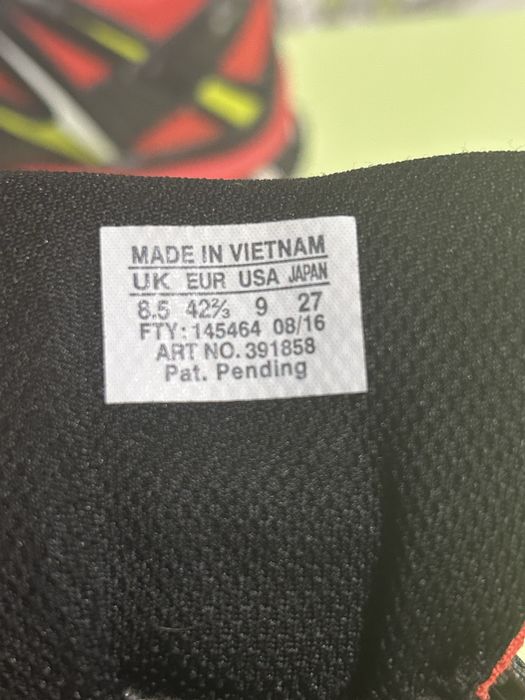 MADE IN VIETNAM
UK EUR USA JAPAN
8.5 42⅔ 9 27
FTY: 145464 08/16
ART NO. 391858
Pat. Pending